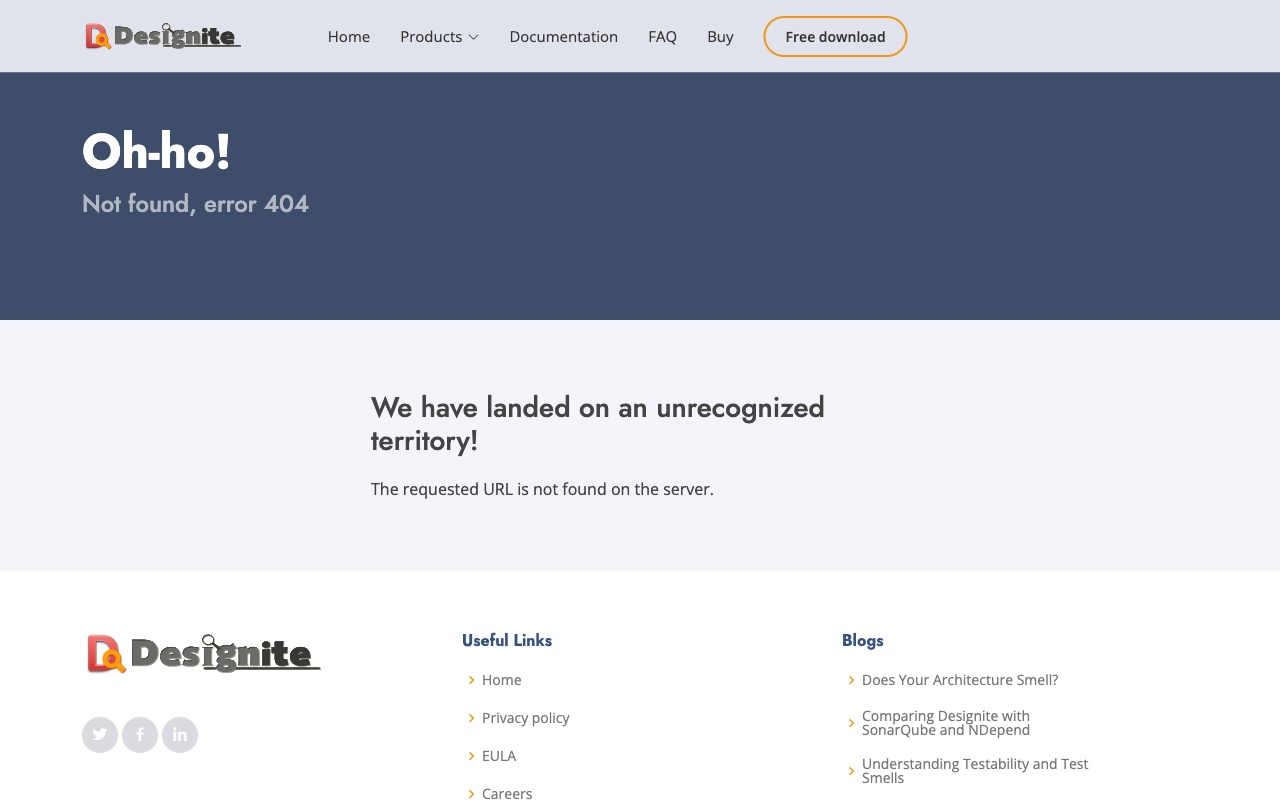 Designite
Home
Products
Documentation
FAQ
Buy
Free download
Oh-ho!
Not found, error 404
We have landed on an unrecognized
territory!
The requested URL is not found on the server.
Designite
Useful Links
Home
Privacy policy
EULA
Careers
Blogs
Does Your Architecture Smell?
Comparing Designite with
SonarQube and NDepend
Understanding Testability and Test
Smells